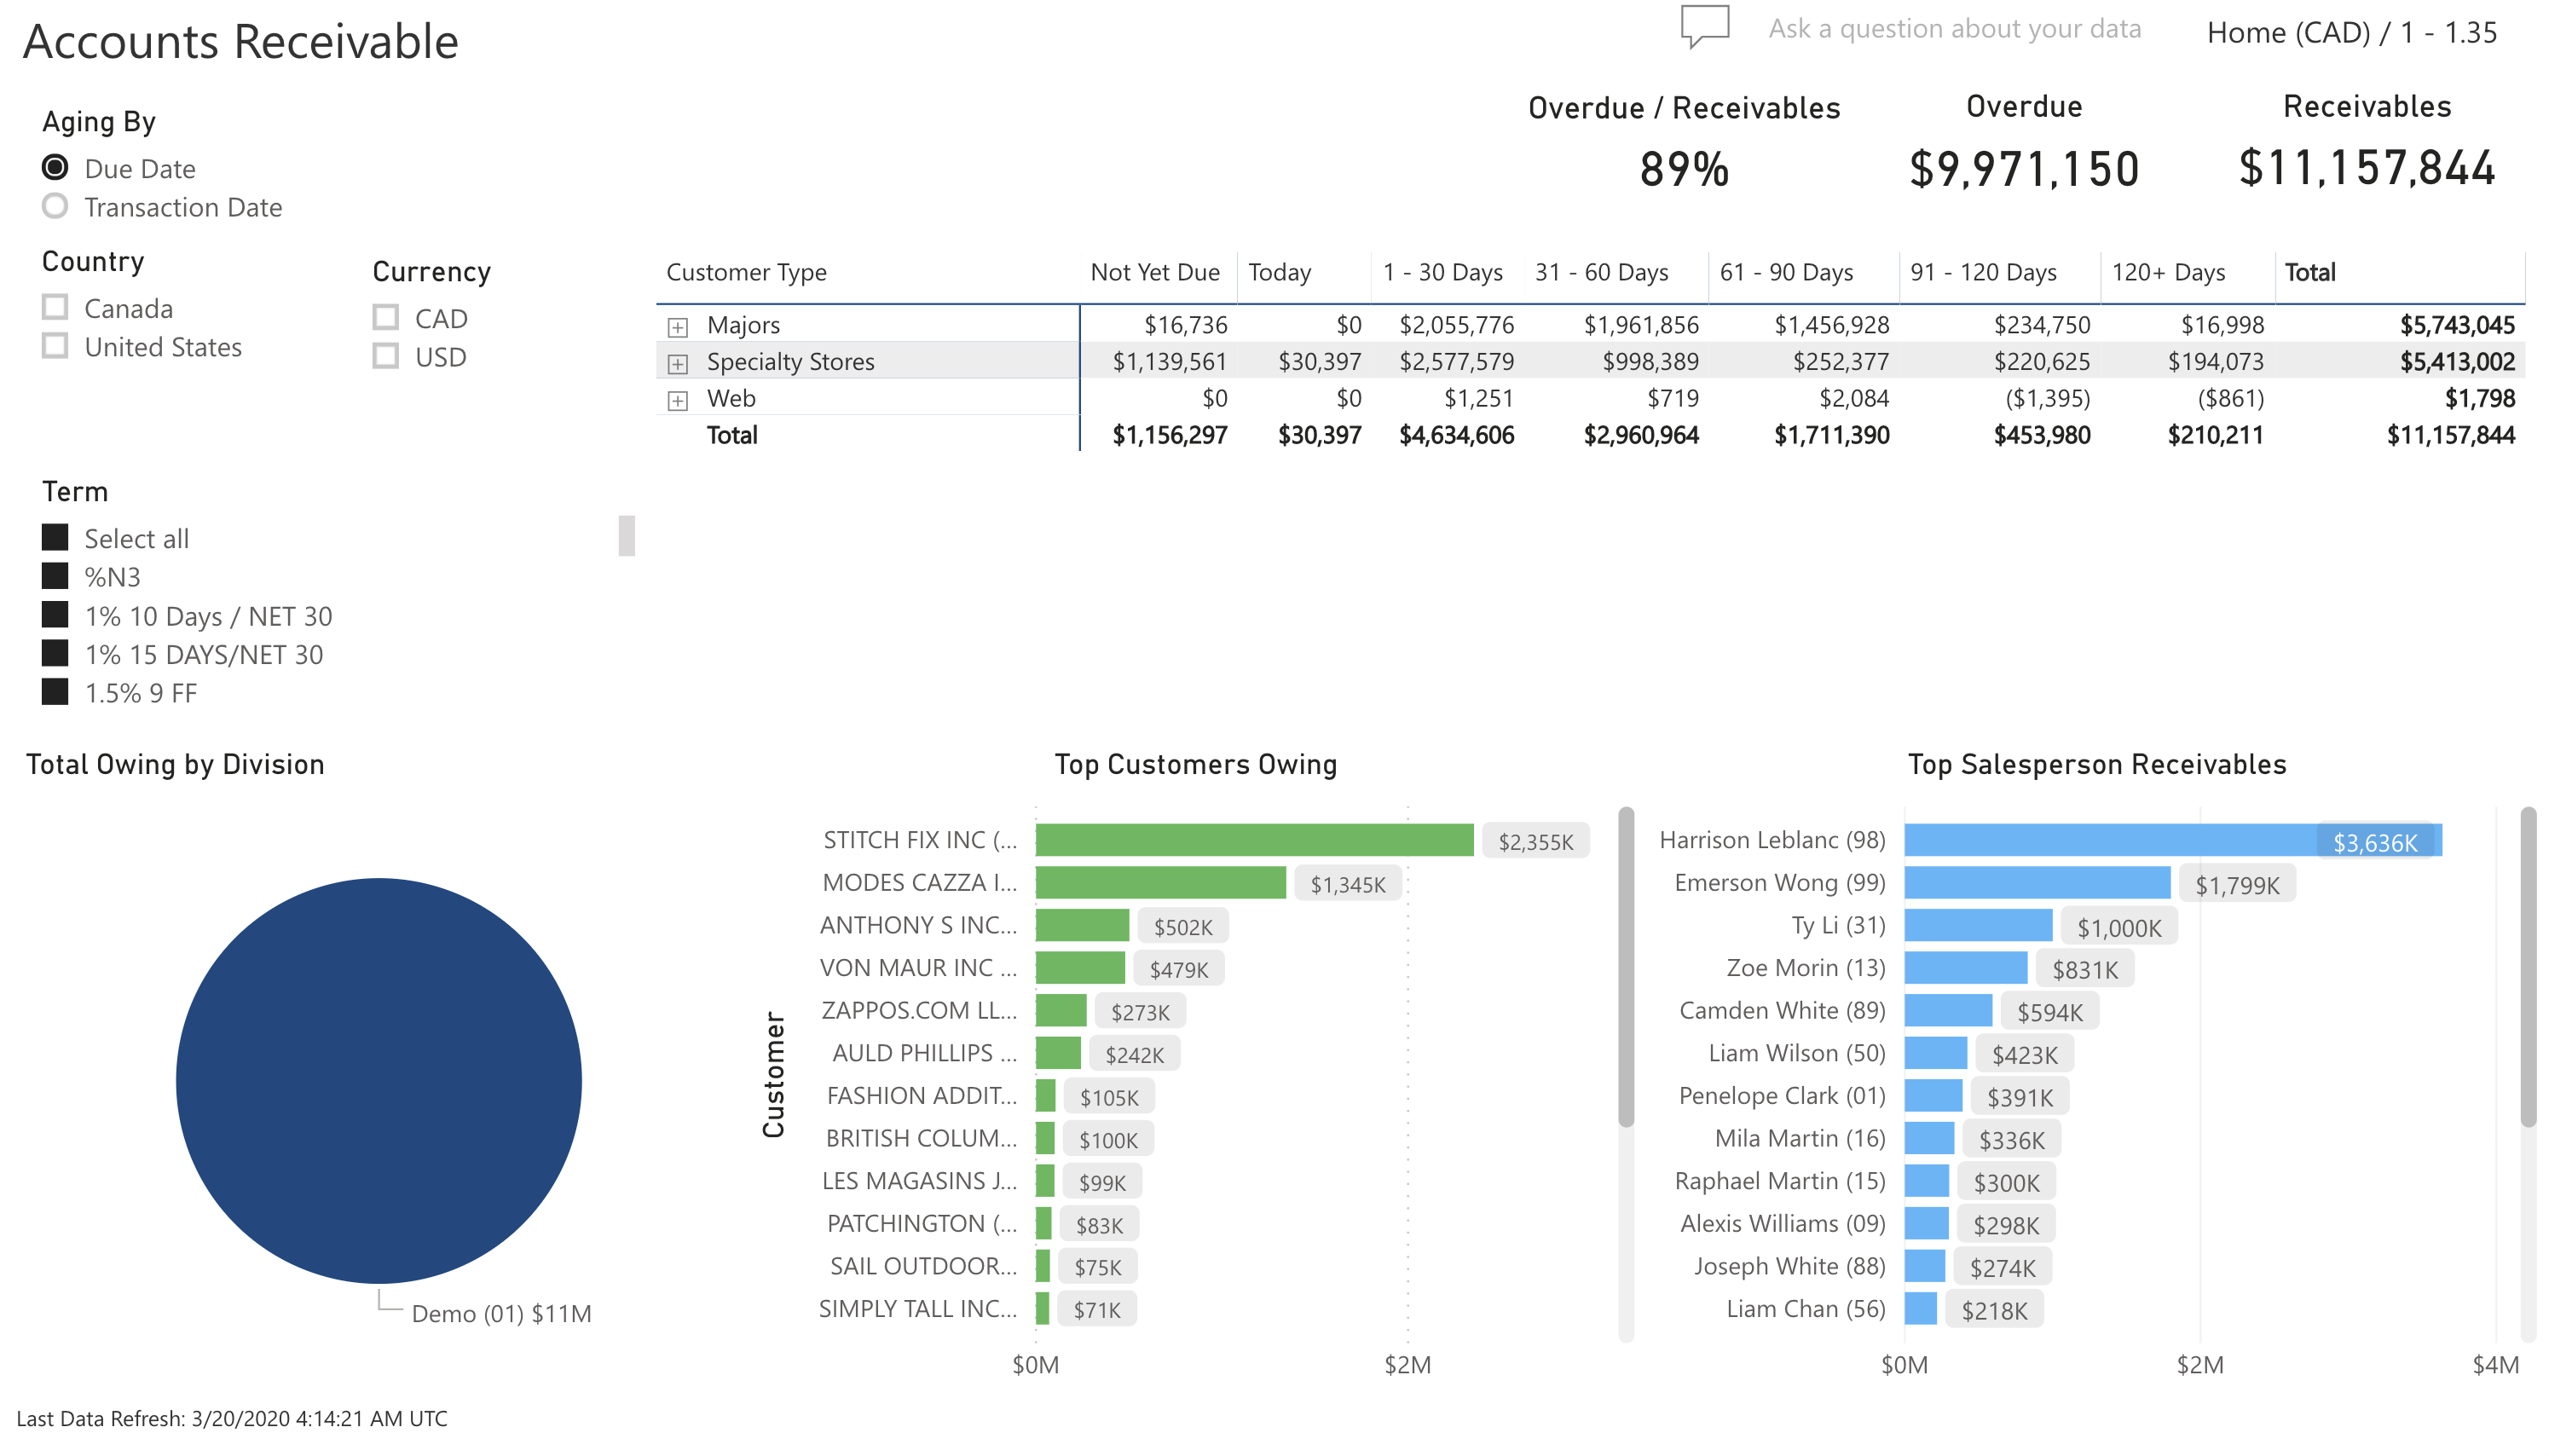 Accounts Receivable
Ask a question about your data
Home (CAD) / 1 - 1.35
Overdue / Receivables
89%
Overdue
$9,971,150
Receivables
$11,157,844
Aging By
Due Date
Transaction Date
Country
Canada
United States
Currency
CAD
USD
Customer Type Not Yet Due Today 1 - 30 Days 31 - 60 Days 61 - 90 Days 91 - 120 Days 120+ Days Total
Majors $16,736 $0 $2,055,776 $1,961,856 $1,456,928 $234,750 $16,998 $5,743,045
Specialty Stores $1,139,561 $30,397 $2,577,579 $998,389 $252,377 $220,625 $194,073 $5,413,002
Web $0 $0 $1,251 $719 $2,084 ($1,395) ($861) $1,798
Total $1,156,297 $30,397 $4,634,606 $2,960,964 $1,711,390 $453,980 $210,211 $11,157,844
Term
Select all
%N3
1% 10 Days / NET 30
1% 15 DAYS/NET 30
1.5% 9 FF
Total Owing by Division
Demo (01) $11M
Top Customers Owing
Customer
STITCH FIX INC (... $2,355K
MODES CAZZA I... $1,345K
ANTHONY S INC... $502K
VON MAUR INC ... $479K
ZAPPOS.COM LL... $273K
AULD PHILLIPS ... $242K
FASHION ADDIT... $105K
BRITISH COLUM... $100K
LES MAGASINS J... $99K
PATCHINGTON (... $83K
SAIL OUTDOOR... $75K
SIMPLY TALL INC... $71K
$0M $2M
Top Salesperson Receivables
Harrison Leblanc (98) $3,636K
Emerson Wong (99) $1,799K
Ty Li (31) $1,000K
Zoe Morin (13) $831K
Camden White (89) $594K
Liam Wilson (50) $423K
Penelope Clark (01) $391K
Mila Martin (16) $336K
Raphael Martin (15) $300K
Alexis Williams (09) $298K
Joseph White (88) $274K
Liam Chan (56) $218K
$0M $2M $4M
Last Data Refresh: 3/20/2020 4:14:21 AM UTC